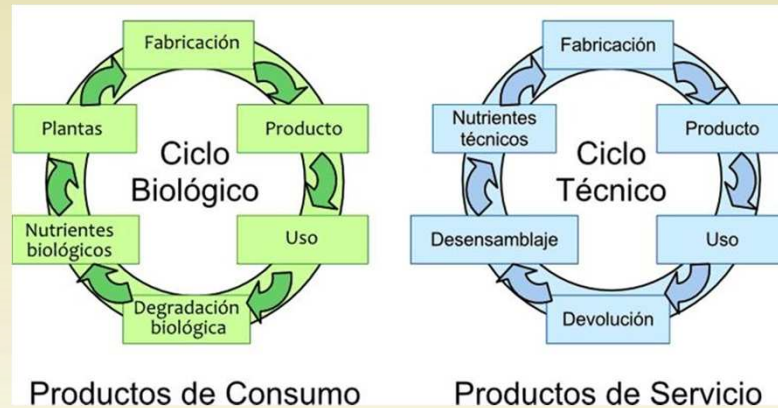 Fabricación
Producto
Uso
Degradación
biológica
Nutrientes
biológicos
Plantas
Ciclo
Biológico
Productos de Consumo
Fabricación
Producto
Uso
Devolución
Desensamblaje
Nutrientes
técnicos
Ciclo
Técnico
Productos de Servicio